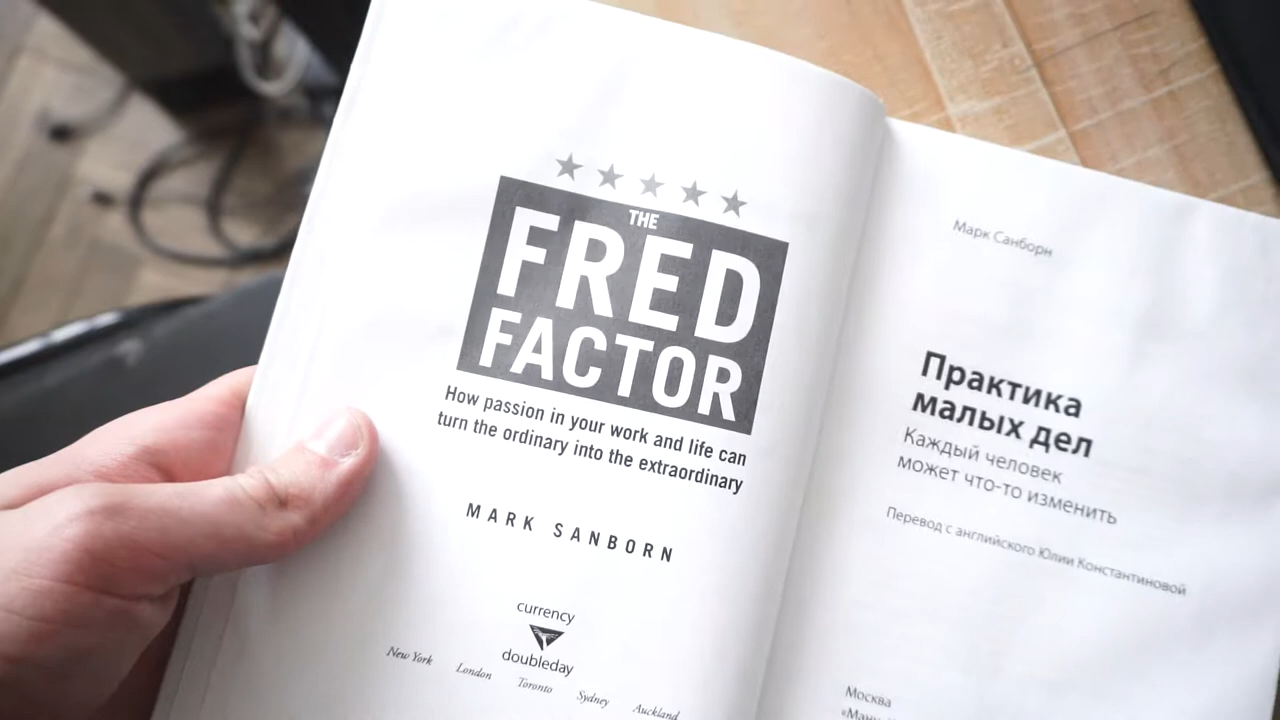 THE
FRED
FACTOR
How passion in your work and life can
turn the ordinary into the extraordinary
MARK SANBORN
currency
doubleday
New York London Toronto Sydney Auckland
Марк Санборн
Практика
малых дел
Каждый человек
может что-то изменить
Перевод с английского Юлии Константиновой
Москва